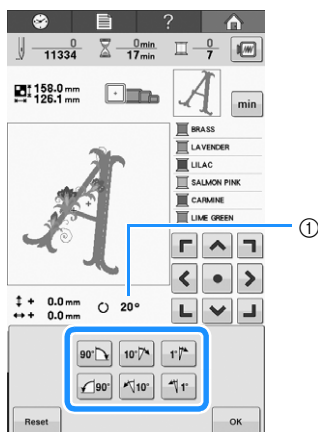 ?
0 0min 0
11334 17min 7
158.0 mm
126.1 mm
min
BRASS
LAVENDER
LILAC
SALMON PINK
CARMINE
LIME GREEN
A
①
+ 0.0 mm
+ 0.0 mm
20°
90° 10° 1°
90° 10° 1°
Reset OK